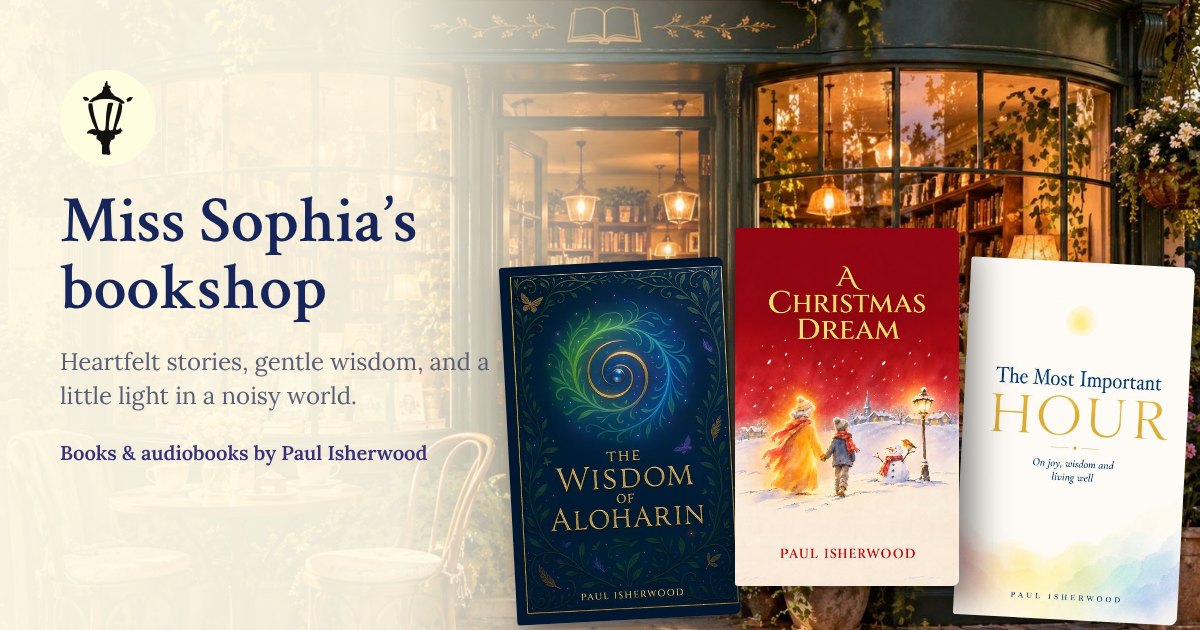 Miss Sophia’s
bookshop
Heartfelt stories, gentle wisdom, and a
little light in a noisy world.
Books & audiobooks by Paul Isherwood
THE
WISDOM
OF
ALOHARIN
PAUL ISHERWOOD
A
CHRISTMAS
DREAM
PAUL ISHERWOOD
The Most Important
HOUR
On joy, wisdom and
living well
PAUL ISHERWOOD